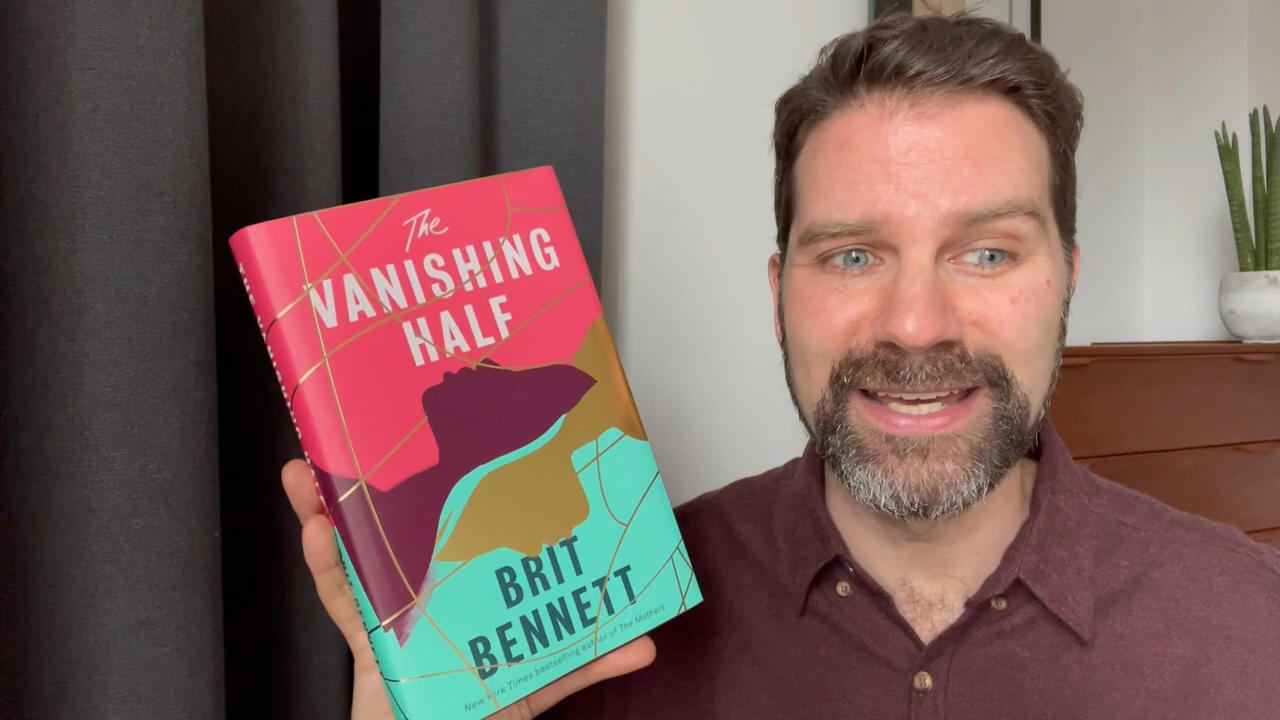 The
VANISHING
HALF
BRIT
BENNETT
New York Times bestselling author of The Mothers